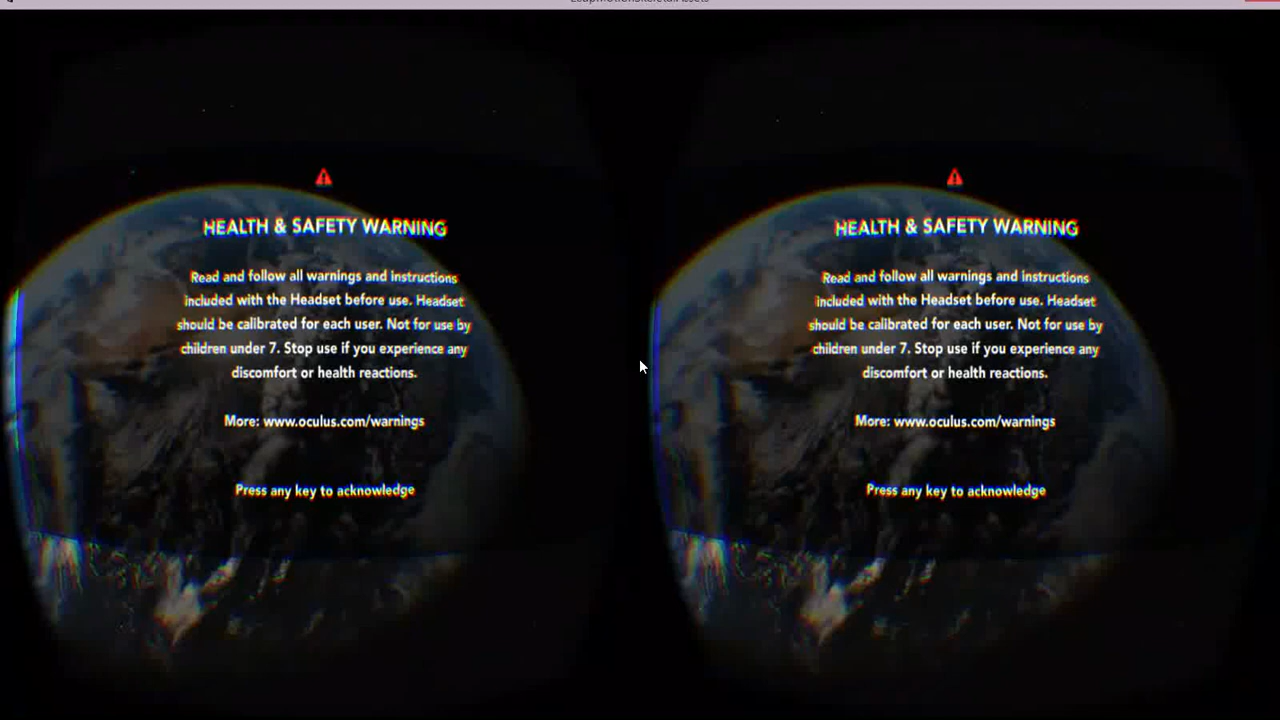 HEALTH & SAFETY WARNING
Read and follow all warnings and instructions
included with the Headset before use. Headset
should be calibrated for each user. Not for use by
children under 7. Stop use if you experience any
discomfort or health reactions.
More: www.oculus.com/warnings
Press any key to acknowledge
HEALTH & SAFETY WARNING
Read and follow all warnings and instructions
included with the Headset before use. Headset
should be calibrated for each user. Not for use by
children under 7. Stop use if you experience any
discomfort or health reactions.
More: www.oculus.com/warnings
Press any key to acknowledge